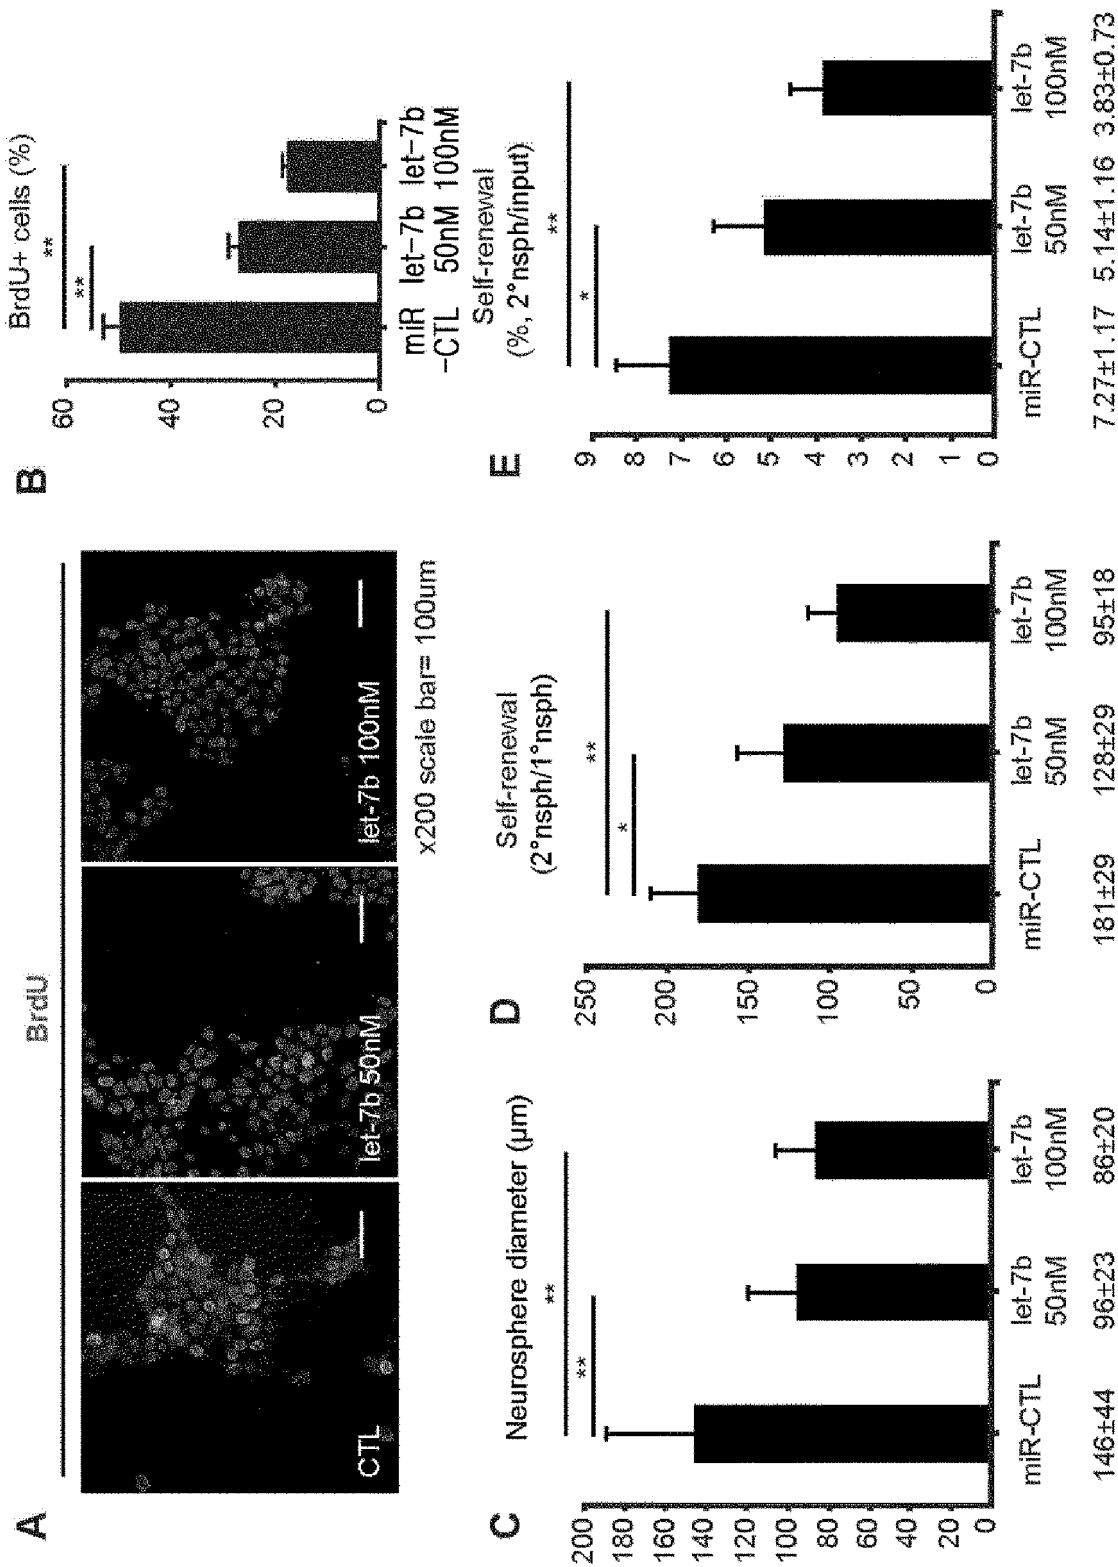 A
BrdU
CTL
let-7b 50nM
let-7b 100nM
x200 scale bar= 100um
B
BrdU+ cells (%)
60
40
20
0
miR let-7b let-7b
-CTL 50nM 100nM
C
Neurosphere diameter (µm)
**
**
200
180
160
140
120
100
80
60
40
20
0
miR-CTL let-7b let-7b
50nM 100nM
146±44 96±23 86±20
D
Self-renewal
(2°nsph/1°nsph)
**
*
250
200
150
100
50
0
miR-CTL let-7b let-7b
50nM 100nM
181±29 128±29 95±18
E
Self-renewal
(%, 2°nsph/input)
**
*
9
8
7
6
5
4
3
2
1
0
miR-CTL let-7b let-7b
50nM 100nM
7.27±1.17 5.14±1.16 3.83±0.73
**
**